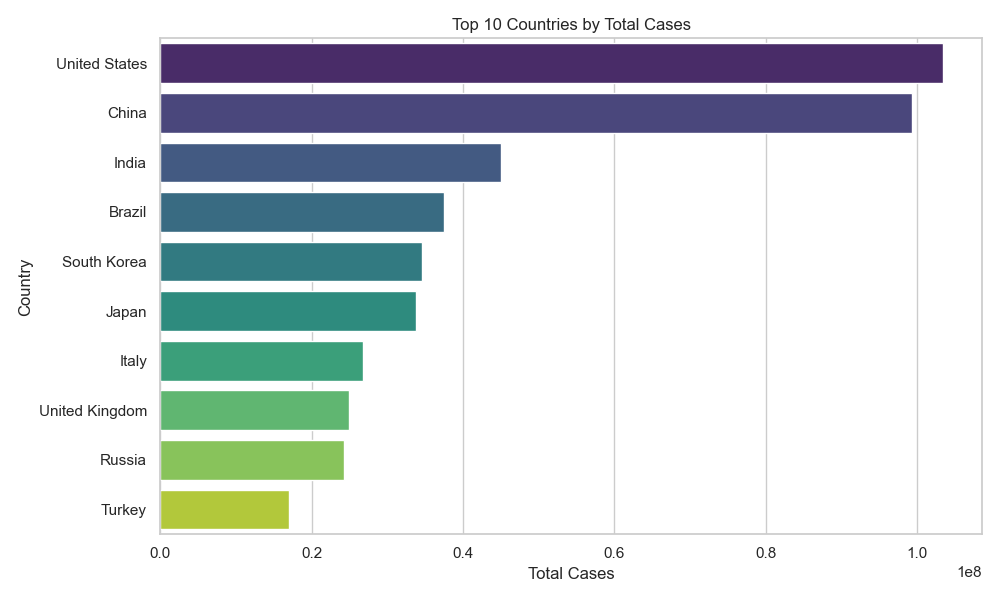 Top 10 Countries by Total Cases
Country
United States
China
India
Brazil
South Korea
Japan
Italy
United Kingdom
Russia
Turkey
0.0 0.2 0.4 0.6 0.8 1.0
1e8
Total Cases